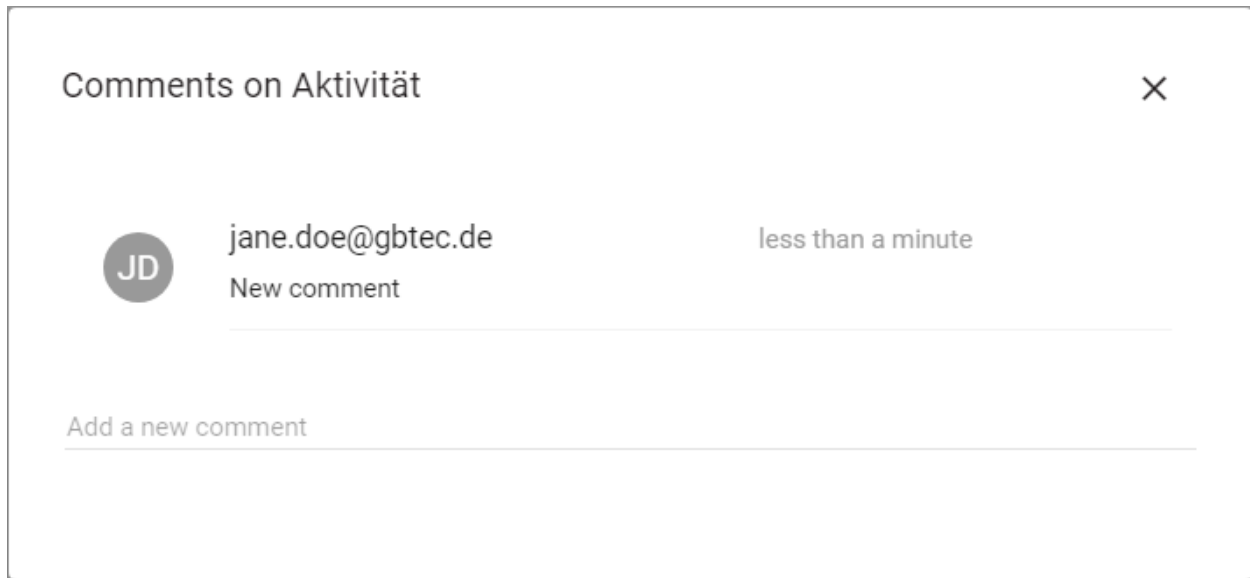 Comments on Aktivität
JD
jane.doe@gbtec.de less than a minute
New comment
Add a new comment